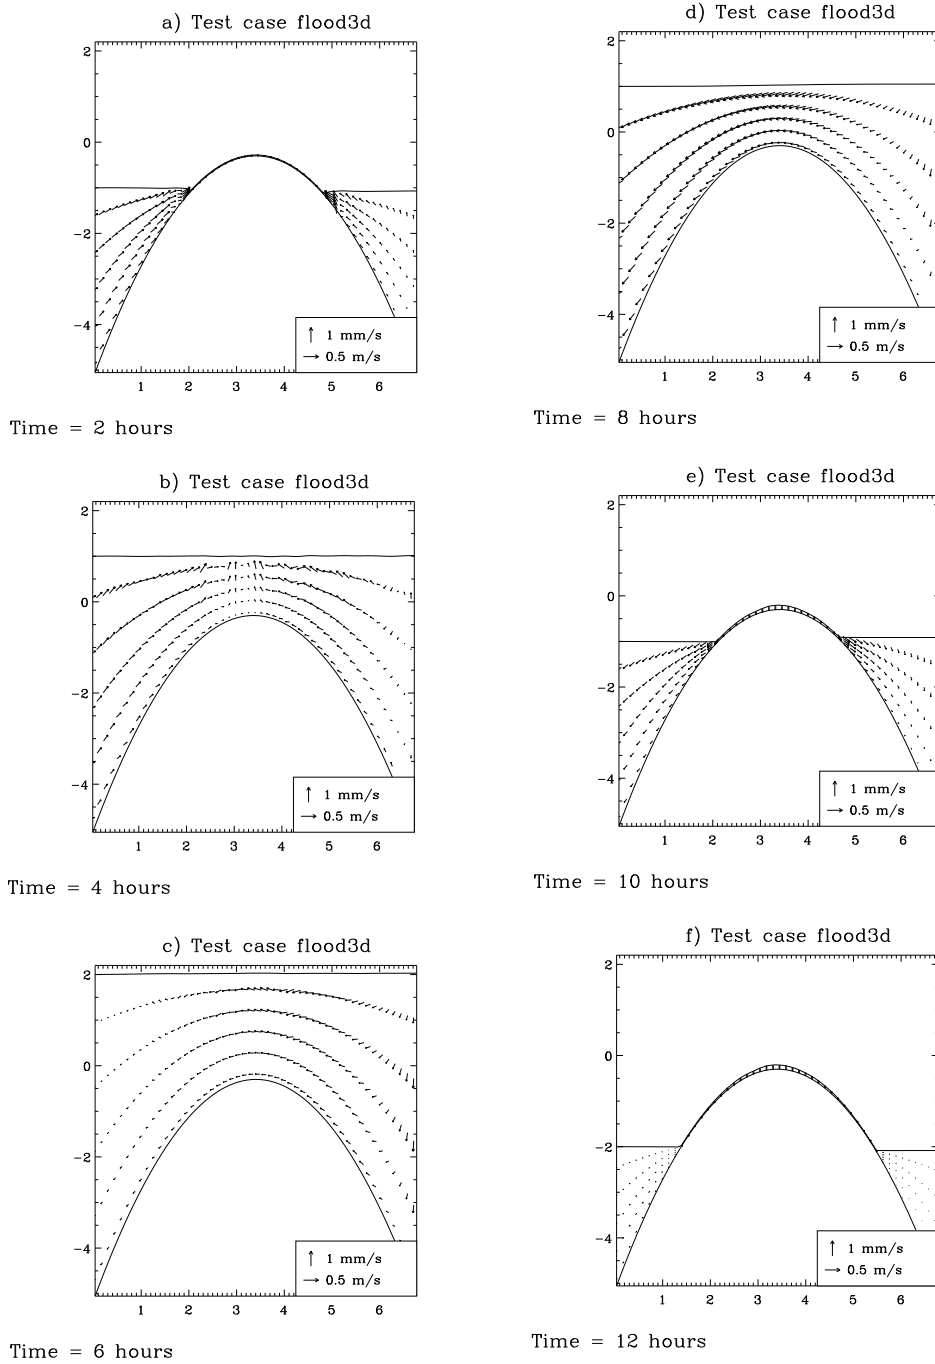 a) Test case flood3d
2
0
−2
−4
1 mm/s
0.5 m/s
1 2 3 4 5 6
Time = 2 hours
b) Test case flood3d
2
0
−2
−4
1 mm/s
0.5 m/s
1 2 3 4 5 6
Time = 4 hours
c) Test case flood3d
2
0
−2
−4
1 mm/s
0.5 m/s
1 2 3 4 5 6
Time = 6 hours
d) Test case flood3d
2
0
−2
−4
1 mm/s
0.5 m/s
1 2 3 4 5 6
Time = 8 hours
e) Test case flood3d
2
0
−2
−4
1 mm/s
0.5 m/s
1 2 3 4 5 6
Time = 10 hours
f) Test case flood3d
2
0
−2
−4
1 mm/s
0.5 m/s
1 2 3 4 5 6
Time = 12 hours